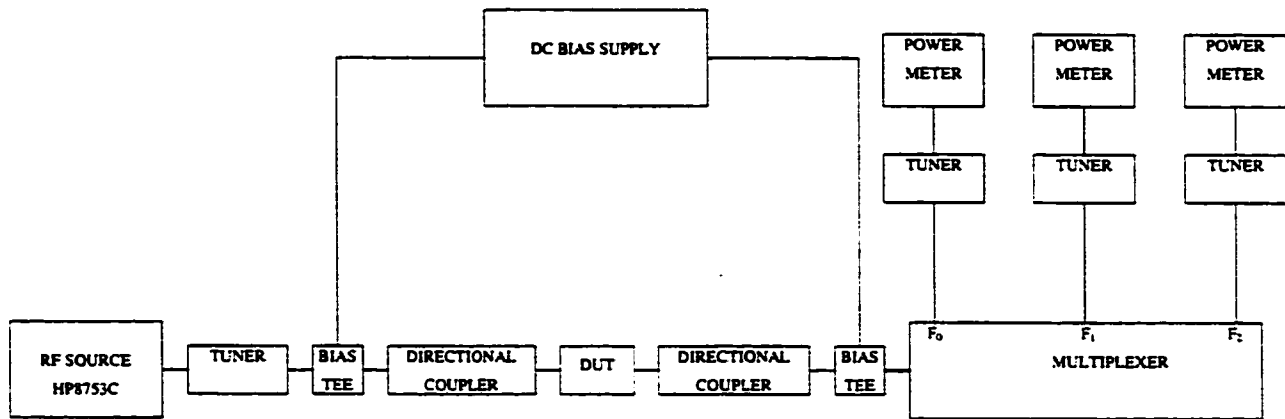 DC BIAS SUPPLY
POWER
METER
POWER
METER
POWER
METER
TUNER
TUNER
TUNER
F₀
F₁
F₂
MULTIPLEXER
RF SOURCE
HP8753C
TUNER
BIAS
TEE
DIRECTIONAL
COUPLER
DUT
DIRECTIONAL
COUPLER
BIAS
TEE